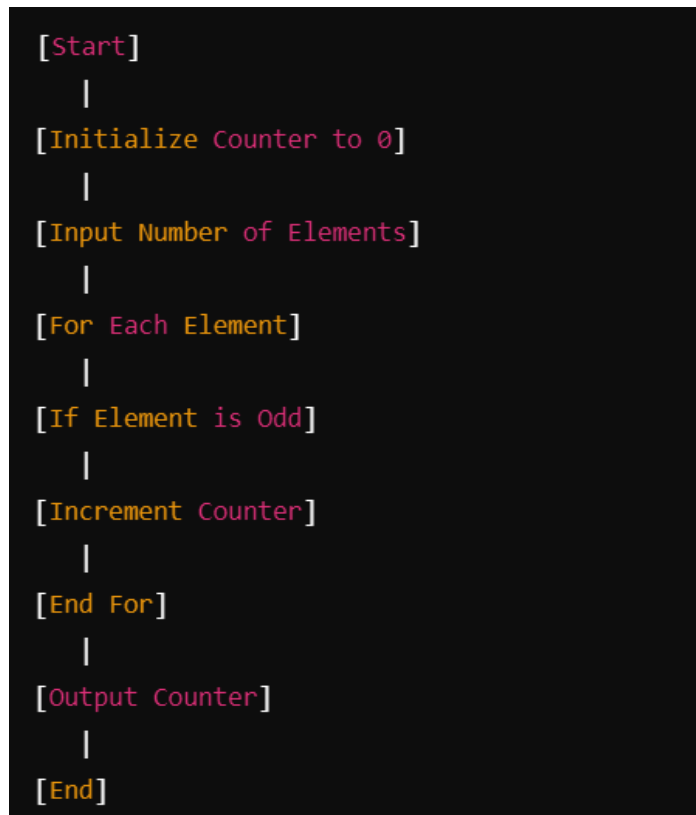 [Start]
|
[Initialize Counter to 0]
|
[Input Number of Elements]
|
[For Each Element]
|
[If Element is Odd]
|
[Increment Counter]
|
[End For]
|
[Output Counter]
|
[End]